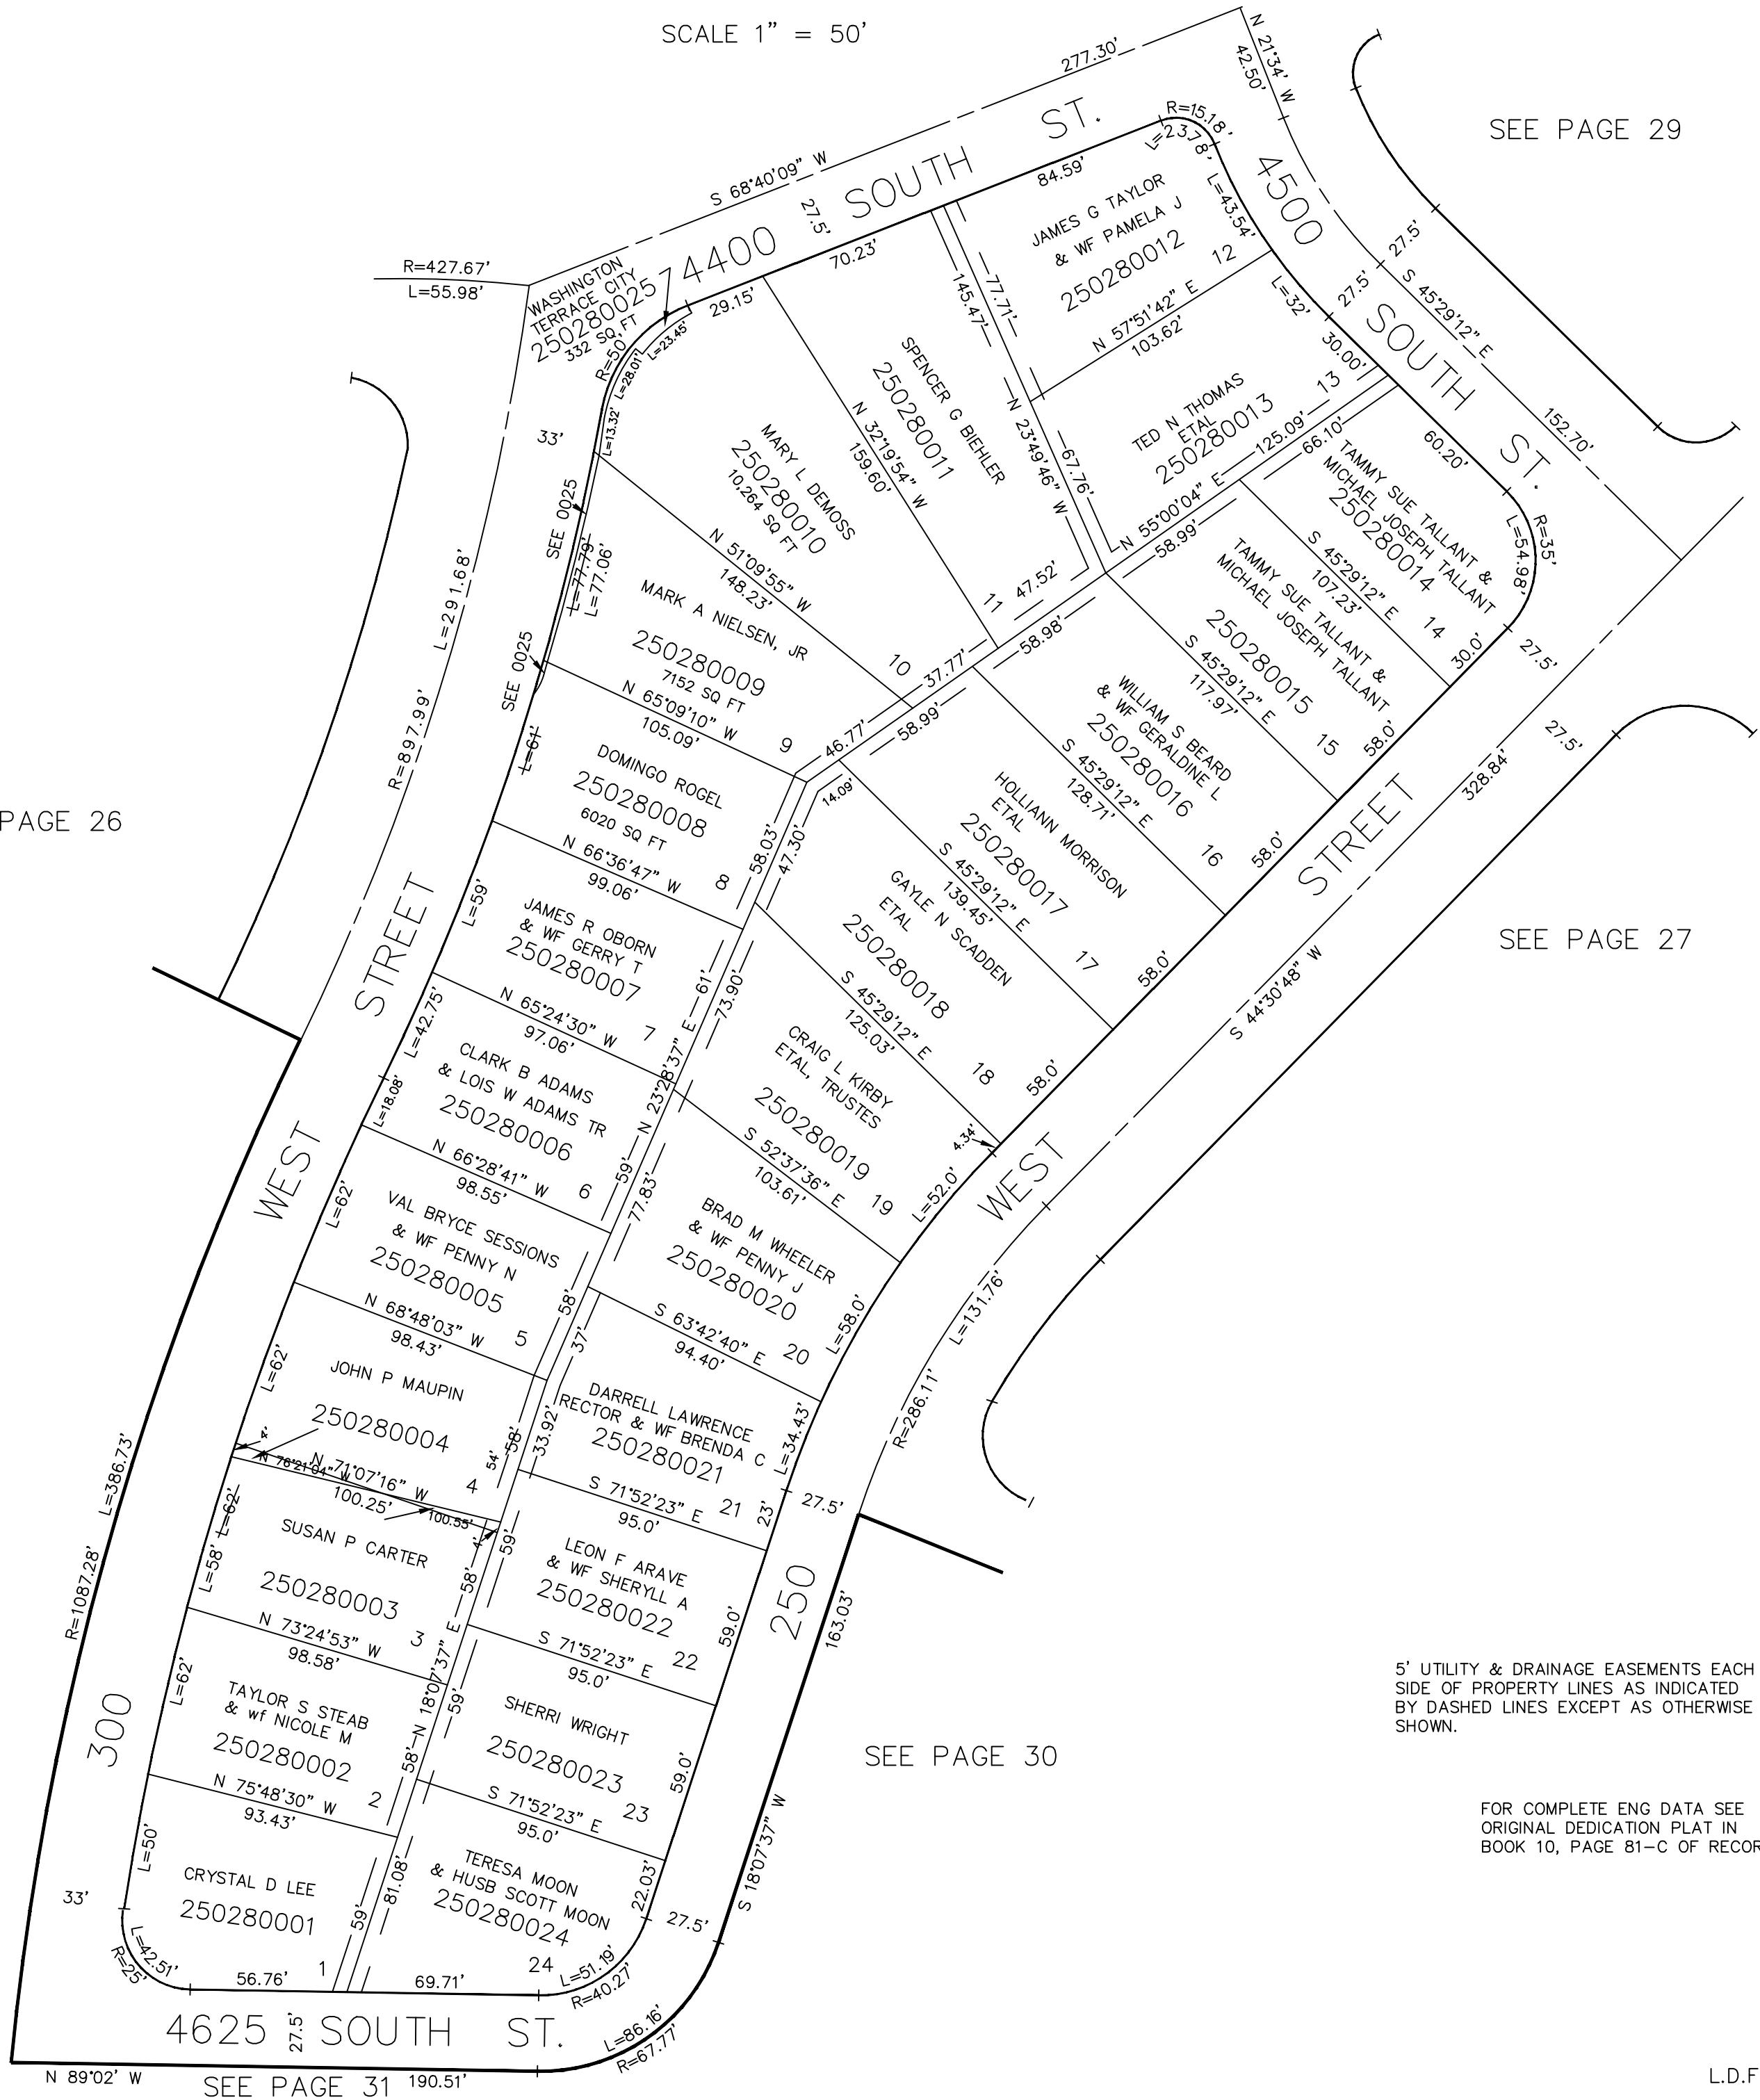 SCALE 1" = 50'
277.30'
N 21°34' W
42.50'
SEE PAGE 29
S 68°40'09" W
4400 SOUTH ST.
27.5'
R=15.18'
L=23.78'
84.59'
70.23'
29.15'
R=427.67'
L=55.98'
WASHINGTON
TERRACE CITY
250280025
332 SQ.FT
R=50'
L=23.45'
L=28.01'
L=13.32'
33'
4500 SOUTH ST.
L=43.54'
L=32'
30.00'
27.5'
27.5'
S 45°29'12" E
152.70'
60.20'
R=35'
L=54.98'
27.5'
JAMES G TAYLOR
& WF PAMELA J
250280012
12
N 57°51'42" E
103.62'
77.71'
145.47'
TED N THOMAS
ETAL
250280013
13
N 23°49'46" W
67.76'
N 55°00'04" E
125.09'
66.10'
58.99'
SPENCER G BIEHLER
250280011
11
47.52'
N 32°19'54" W
159.60'
MARY L DEMOSS
250280010
10,264 SQ FT
10
37.77'
58.98'
N 51°09'55" W
148.23'
SEE 0025
L=77.79'
L=77.06'
SEE 0025
MARK A NIELSEN, JR
250280009
7152 SQ FT
9
46.77'
58.99'
14.09'
N 65°09'10" W
105.09'
L=61'
DOMINGO ROGEL
250280008
6020 SQ FT
8
58.03'
47.30'
N 66°36'47" W
99.06'
L=59'
JAMES R OBORN
& WF GERRY T
250280007
7
61'
73.90'
N 23°28'37" E
N 65°24'30" W
97.06'
L=42.75'
L=18.08'
CLARK B ADAMS
& LOIS W ADAMS TR
250280006
6
59'
77.83'
N 66°28'41" W
98.55'
L=62'
VAL BRYCE SESSIONS
& WF PENNY N
250280005
5
58'
37'
N 68°48'03" W
98.43'
L=62'
JOHN P MAUPIN
250280004
4
58'
54'
33.92'
4'
N 76°21'04" W
N 71°07'16" W
100.25'
100.55'
4'
L=62'
L=58'
SUSAN P CARTER
250280003
3
58'
59'
N 18°07'37" E
N 73°24'53" W
98.58'
L=62'
TAYLOR S STEAB
& wf NICOLE M
250280002
2
58'
59'
N 75°48'30" W
93.43'
L=50'
CRYSTAL D LEE
250280001
1
59'
81.08'
33'
L=42.51'
R=25'
56.76'
69.71'
TAMMY SUE TALLANT &
MICHAEL JOSEPH TALLANT
250280014
14
S 45°29'12" E
107.23'
30.0'
TAMMY SUE TALLANT &
MICHAEL JOSEPH TALLANT
250280015
15
S 45°29'12" E
117.97'
58.0'
WILLIAM S BEARD
& WF GERALDINE L
250280016
16
S 45°29'12" E
128.71'
58.0'
HOLLIANN MORRISON
ETAL
250280017
17
S 45°29'12" E
139.45'
58.0'
GAYLE N SCADDEN
ETAL
250280018
18
S 45°29'12" E
125.03'
58.0'
CRAIG L KIRBY
ETAL, TRUSTES
250280019
19
4.34'
L=52.0'
S 52°37'36" E
103.61'
BRAD M WHEELER
& WF PENNY J
250280020
20
L=58.0'
S 63°42'40" E
94.40'
DARRELL LAWRENCE
RECTOR & WF BRENDA C
250280021
21
L=34.43'
23'
27.5'
S 71°52'23" E
95.0'
LEON F ARAVE
& WF SHERYLL A
250280022
22
59.0'
S 71°52'23" E
95.0'
SHERRI WRIGHT
250280023
23
59.0'
S 71°52'23" E
95.0'
TERESA MOON
& HUSB SCOTT MOON
250280024
24
22.03'
27.5'
L=51.19'
R=40.27'
L=86.16'
R=67.77'
27.5'
328.84'
S 44°30'48" W
L=131.76'
R=286.11'
163.03'
S 18°07'37" W
250 WEST STREET
SEE PAGE 27
SEE PAGE 30
PAGE 26
L=291.68'
R=897.99'
300 WEST STREET
L=386.73'
R=1087.28'
4625 SOUTH ST.
27.5'
N 89°02' W
190.51'
SEE PAGE 31
5' UTILITY & DRAINAGE EASEMENTS EACH
SIDE OF PROPERTY LINES AS INDICATED
BY DASHED LINES EXCEPT AS OTHERWISE
SHOWN.
FOR COMPLETE ENG DATA SEE
ORIGINAL DEDICATION PLAT IN
BOOK 10, PAGE 81-C OF RECOR
L.D.F